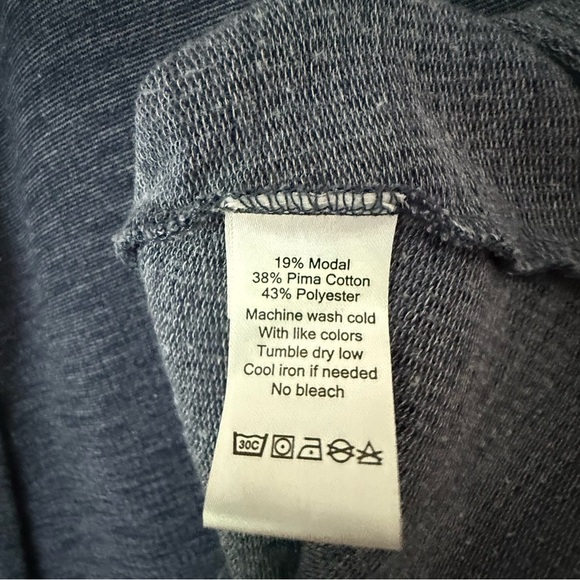 19% Modal
38% Pima Cotton
43% Polyester
Machine wash cold
With like colors
Tumble dry low
Cool iron if needed
No bleach
30C